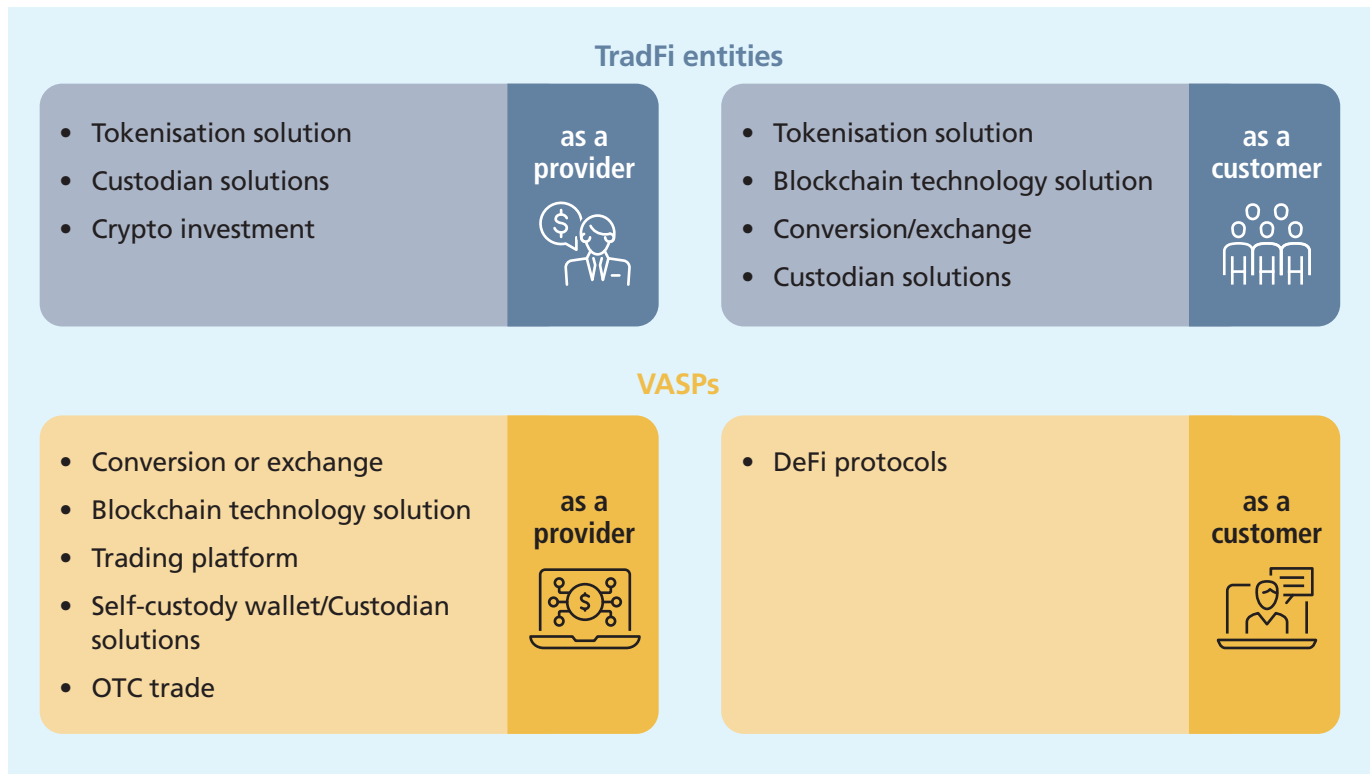 TradFi entities
• Tokenisation solution
• Custodian solutions
• Crypto investment
as a
provider
$
• Tokenisation solution
• Blockchain technology solution
• Conversion/exchange
• Custodian solutions
as a
customer
VASPs
• Conversion or exchange
• Blockchain technology solution
• Trading platform
• Self-custody wallet/Custodian
solutions
• OTC trade
as a
provider
$
• DeFi protocols
as a
customer